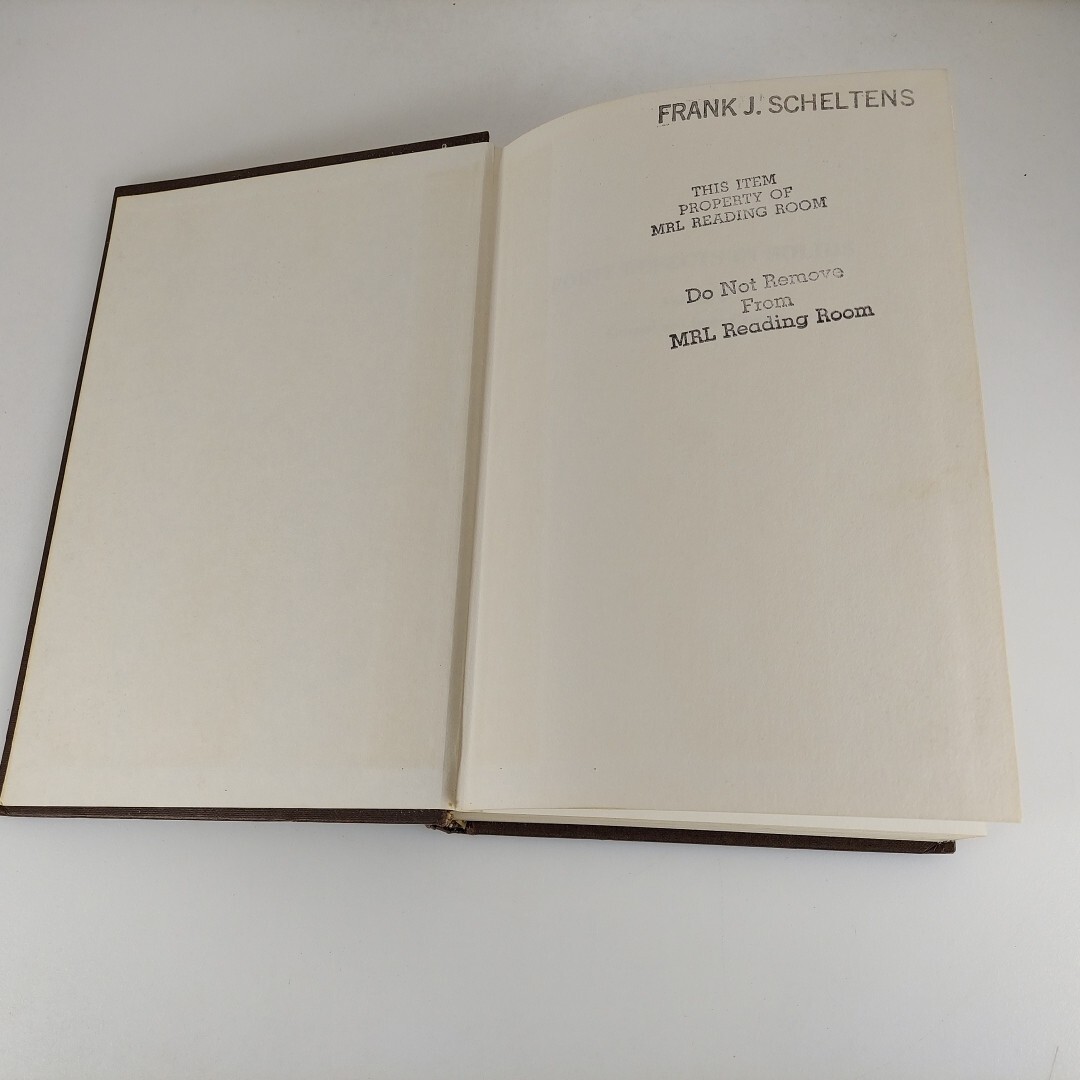 FRANK J. SCHELTENS
THIS ITEM
PROPERTY OF
MRL READING ROOM
Do Not Remove
From
MRL Reading Room